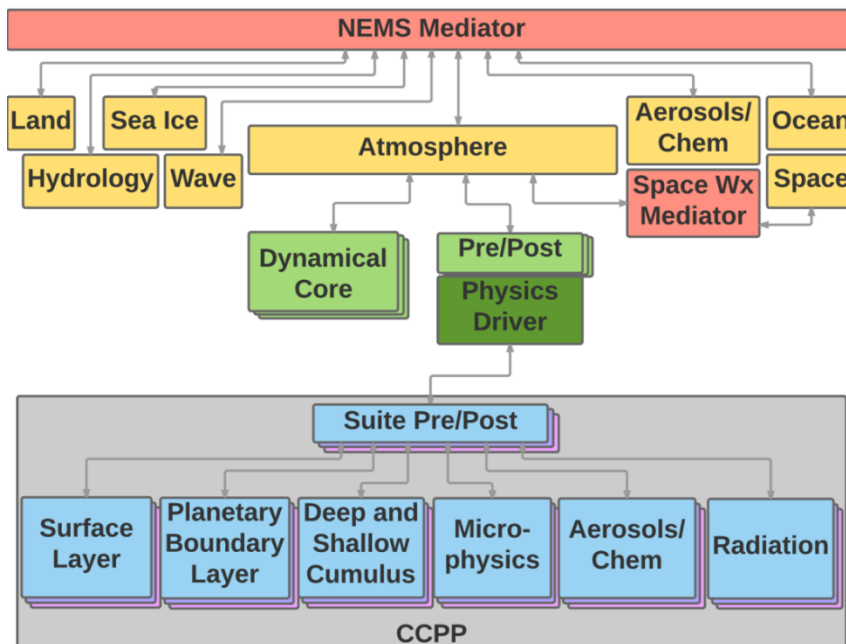 NEMS Mediator
Land
Sea Ice
Hydrology
Wave
Atmosphere
Aerosols/
Chem
Ocean
Space Wx
Mediator
Space
Dynamical
Core
Pre/Post
Physics
Driver
Suite Pre/Post
Surface
Layer
Planetary
Boundary
Layer
Deep and
Shallow
Cumulus
Micro-
physics
Aerosols/
Chem
Radiation
CCPP